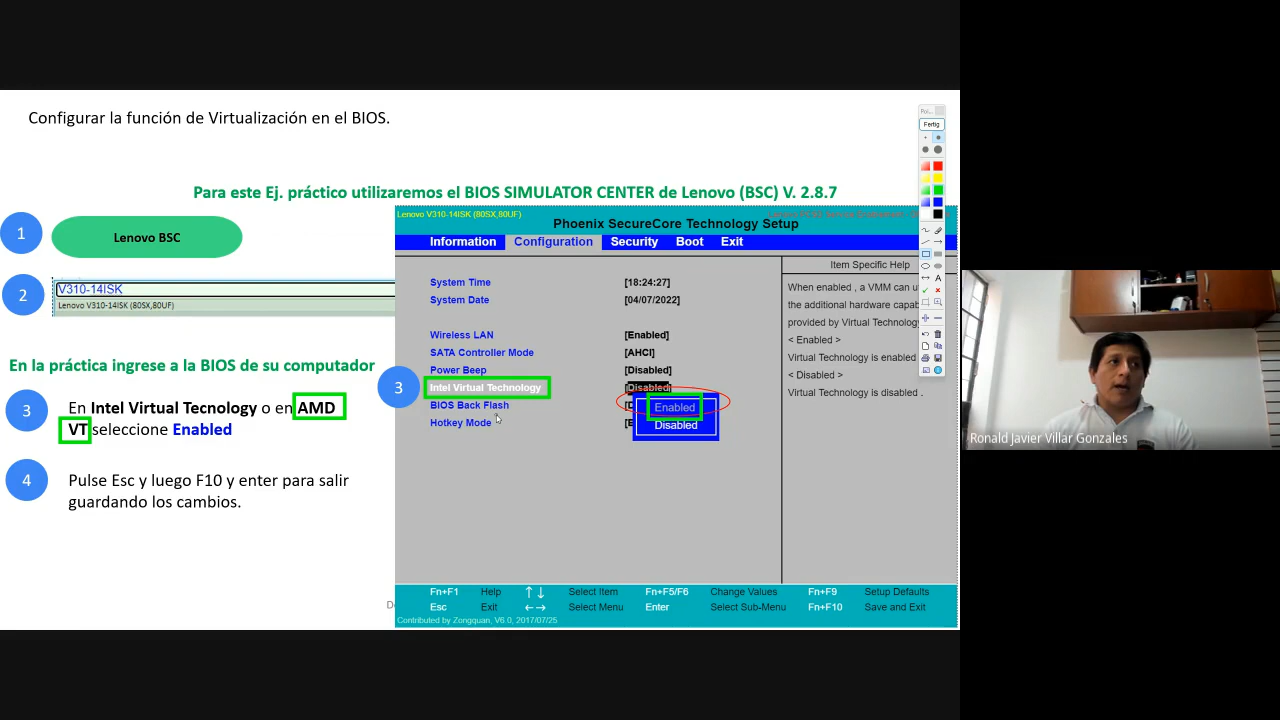 Configurar la función de Virtualización en el BIOS.
Para este Ej. práctico utilizaremos el BIOS SIMULATOR CENTER de Lenovo (BSC) V. 2.8.7
1
Lenovo BSC
2
V310-14ISK
Lenovo V310-14ISK (80SX,80UF)
En la práctica ingrese a la BIOS de su computador
3
En Intel Virtual Tecnology o en AMD
VT seleccione Enabled
4
Pulse Esc y luego F10 y enter para salir
guardando los cambios.
Lenovo V310-14ISK (80SX,80UF)
Phoenix SecureCore Technology Setup
Information Configuration Security Boot Exit
System Time [18:24:27]
System Date [04/07/2022]
Wireless LAN [Enabled]
SATA Controller Mode [AHCI]
Power Beep [Disabled]
3
Intel Virtual Technology [Disabled]
BIOS Back Flash
Hotkey Mode
Enabled
Disabled
Item Specific Help
When enabled , a VMM can u
the additional hardware capab
provided by Virtual Technology
< Enabled >
Virtual Technology is enabled
< Disabled >
Virtual Technology is disabled .
Fn+F1 Help ↑↓ Select Item Fn+F5/F6 Change Values Fn+F9 Setup Defaults
Esc Exit ←→ Select Menu Enter Select Sub-Menu Fn+F10 Save and Exit
Contributed by Zongquan, V6.0, 2017/07/25
Fertig
A
Ronald Javier Villar Gonzales